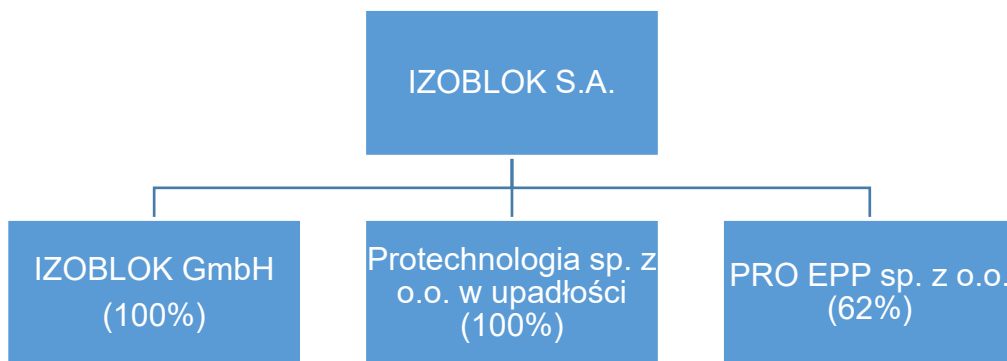 IZOBLOK S.A.
IZOBLOK GmbH
(100%)
Protechnologia sp. z
o.o. w upadłości
(100%)
PRO EPP sp. z o.o.
(62%)